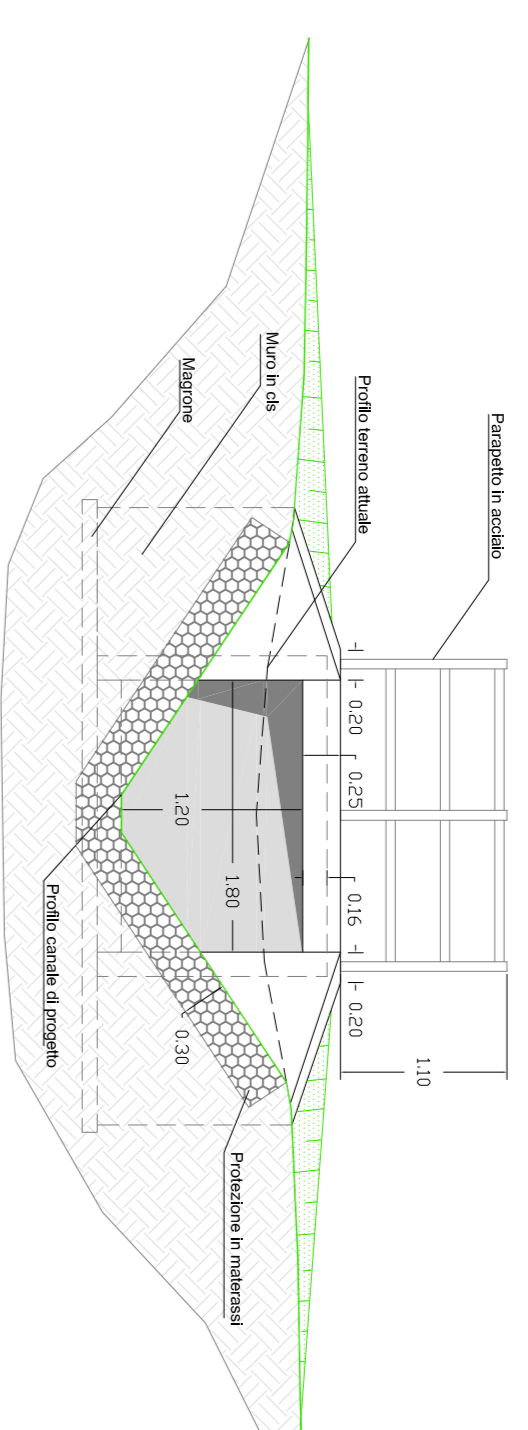 Parapetto in acciaio
1.10
0.20
0.25
0.16
0.20
Profilo terreno attuale
Muro in cls
Magrone
1.80
1.20
0.30
Protezione in materassi
Profilo canale di progetto